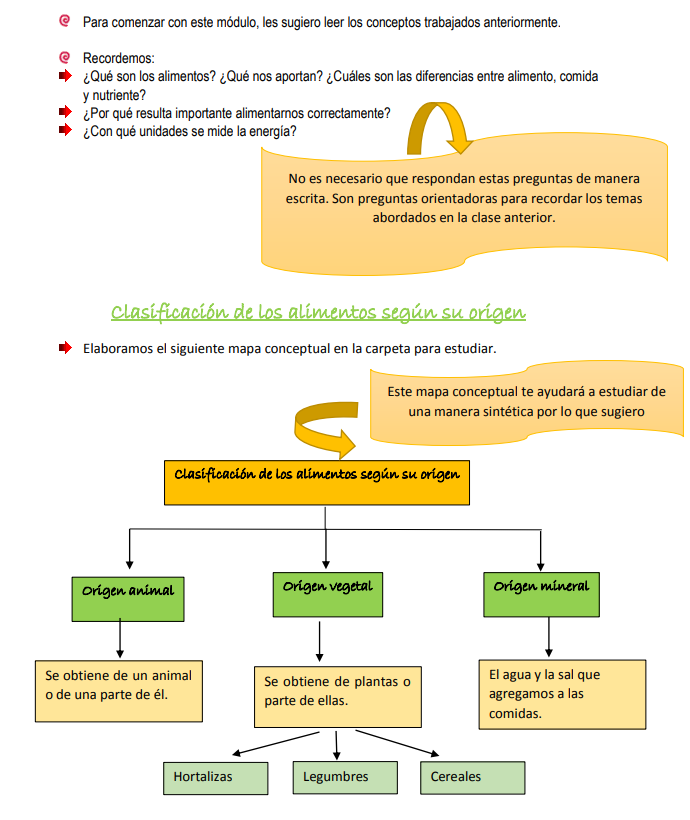 Para comenzar con este módulo, les sugiero leer los conceptos trabajados anteriormente.
Recordemos:
¿Qué son los alimentos? ¿Qué nos aportan? ¿Cuáles son las diferencias entre alimento, comida
y nutriente?
¿Por qué resulta importante alimentarnos correctamente?
¿Con qué unidades se mide la energía?
No es necesario que respondan estas preguntas de manera
escrita. Son preguntas orientadoras para recordar los temas
abordados en la clase anterior.
Clasificación de los alimentos según su origen
Elaboramos el siguiente mapa conceptual en la carpeta para estudiar.
Este mapa conceptual te ayudará a estudiar de
una manera sintética por lo que sugiero
Clasificación de los alimentos según su origen
Origen animal
Origen vegetal
Origen mineral
Se obtiene de un animal
o de una parte de él.
Se obtiene de plantas o
parte de ellas.
El agua y la sal que
agregamos a las
comidas.
Hortalizas
Legumbres
Cereales